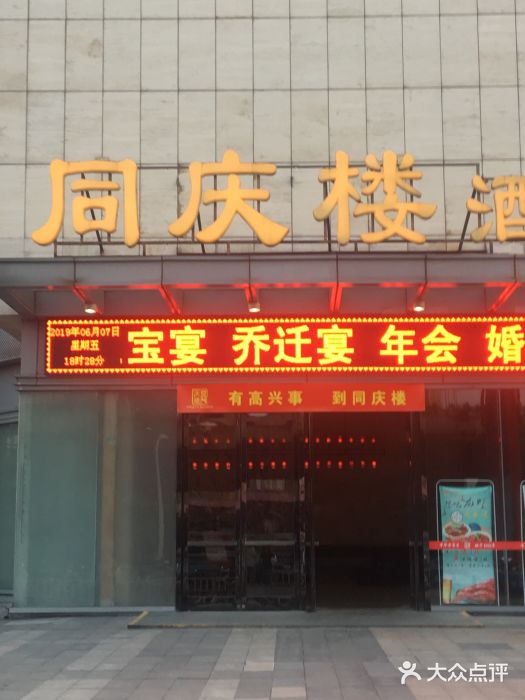 同庆楼酒
2019年06月07日
星期五
18时28分
宝宴 乔迁宴 年会 婚
有高兴事 到同庆楼
大众点评